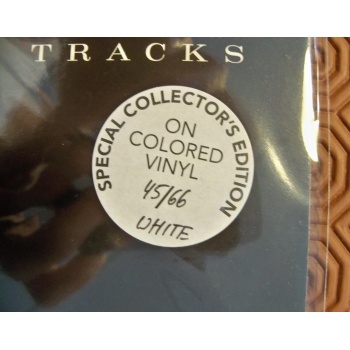 TRACKS
SPECIAL COLLECTOR'S EDITION
ON
COLORED
VINYL
45/66
WHITE